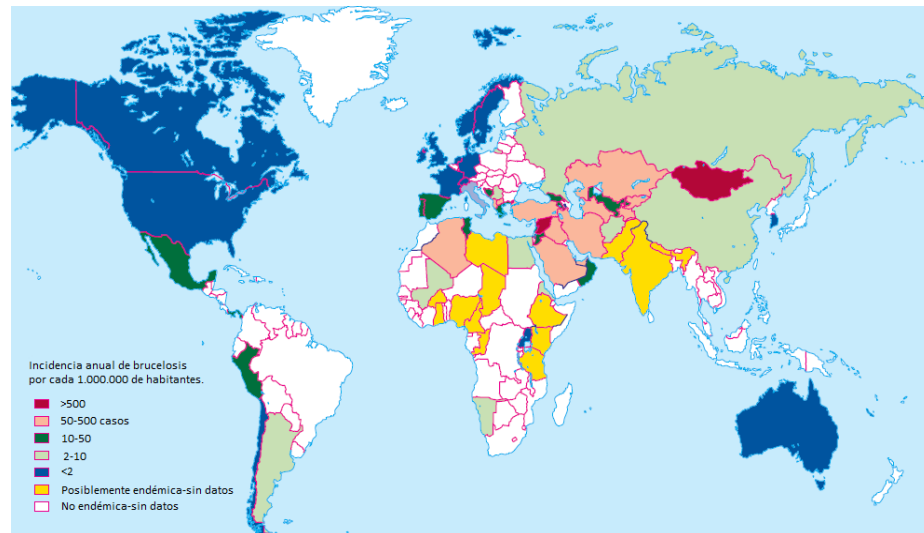 Incidencia anual de brucelosis
por cada 1.000.000 de habitantes.
>500
50-500 casos
10-50
2-10
<2
Posiblemente endémica-sin datos
No endémica-sin datos